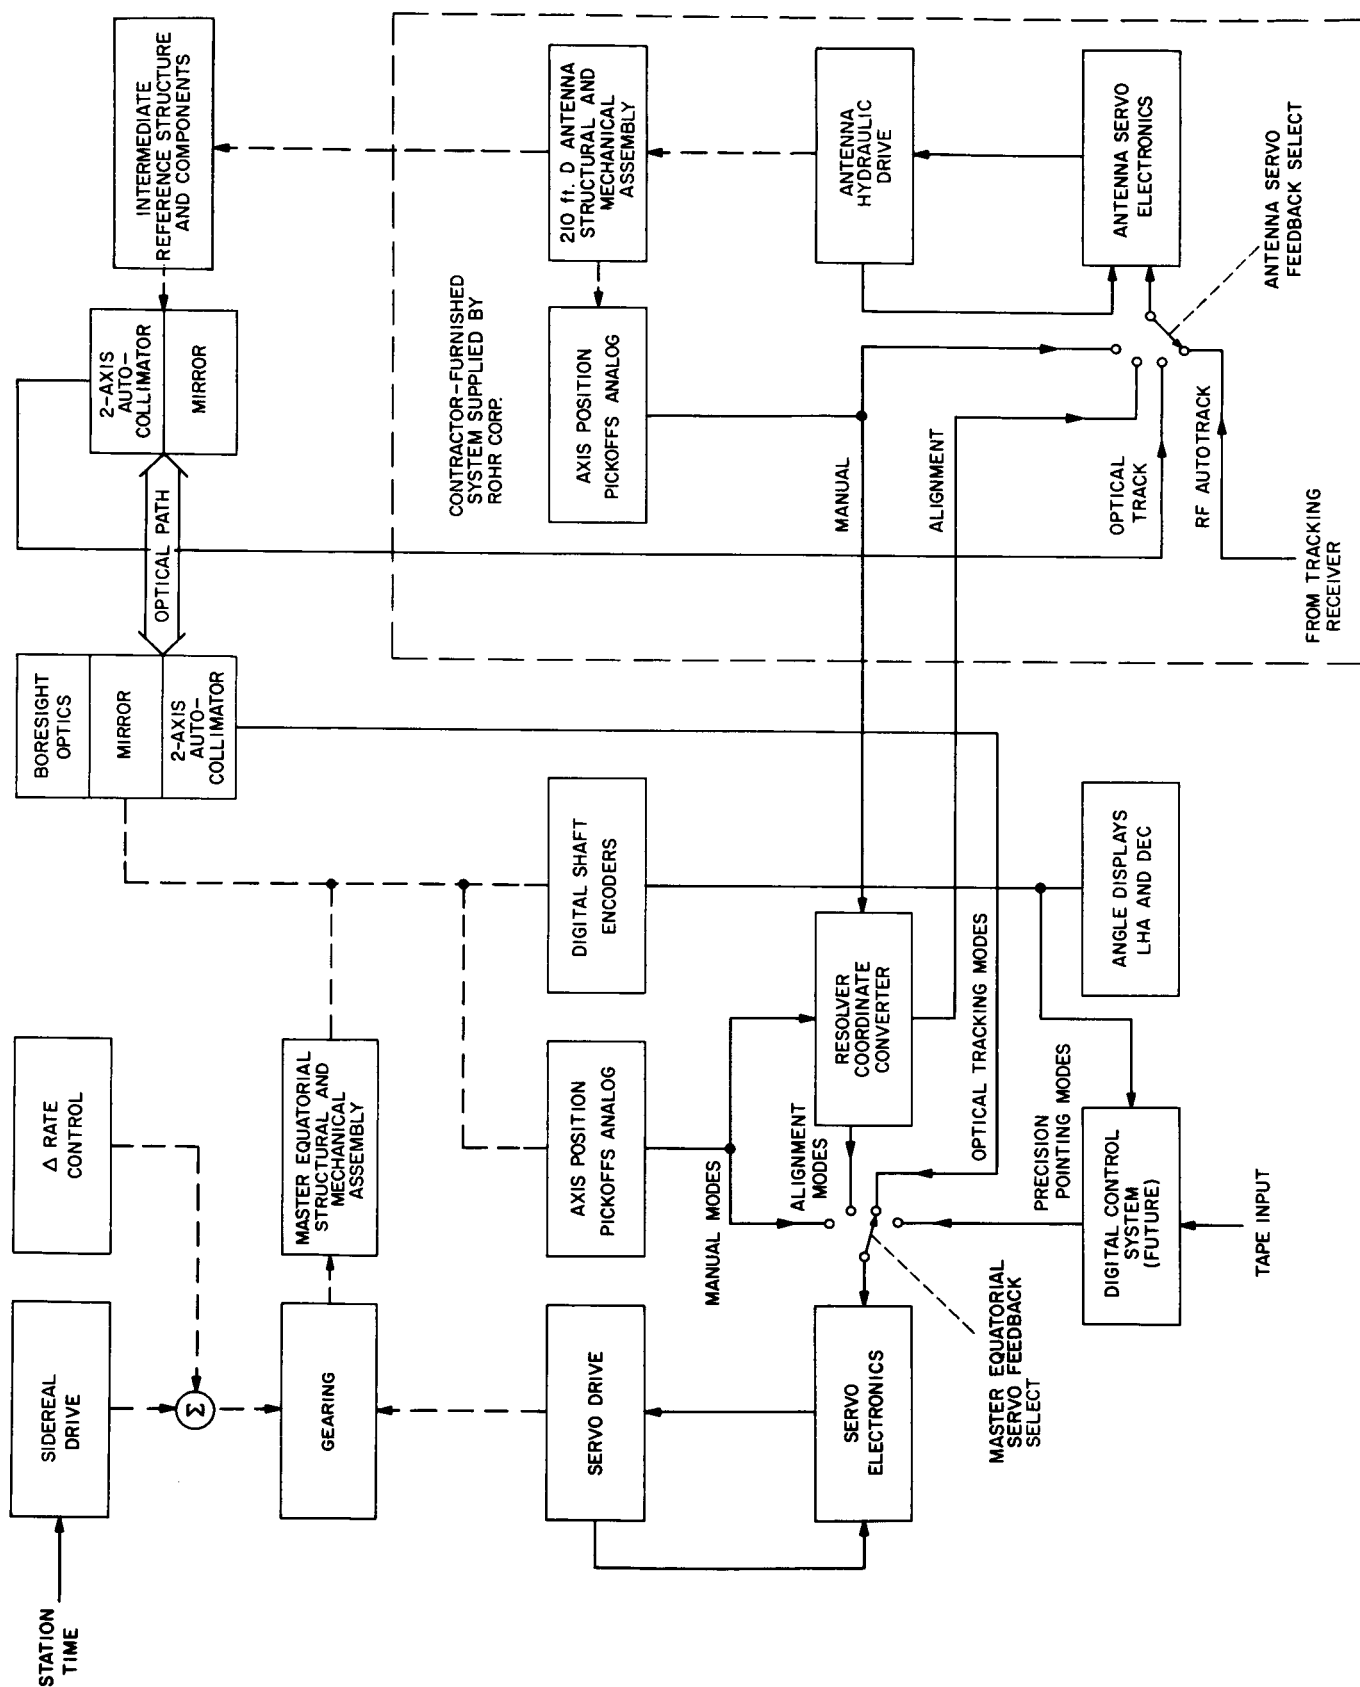 STATION
TIME
SIDEREAL
DRIVE
Δ RATE
CONTROL
Σ
GEARING
MASTER EQUATORIAL
STRUCTURAL AND
MECHANICAL
ASSEMBLY
BORESIGHT
OPTICS
MIRROR
2-AXIS
AUTO-
COLLIMATOR
OPTICAL PATH
2-AXIS
AUTO-
COLLIMATOR
MIRROR
INTERMEDIATE
REFERENCE STRUCTURE
AND COMPONENTS
CONTRACTOR-FURNISHED
SYSTEM SUPPLIED BY
ROHR CORP.
SERVO DRIVE
AXIS POSITION
PICKOFFS ANALOG
DIGITAL SHAFT
ENCODERS
AXIS POSITION
PICKOFFS ANALOG
210 ft. D ANTENNA
STRUCTURAL AND
MECHANICAL
ASSEMBLY
MANUAL MODES
MANUAL
SERVO
ELECTRONICS
ALIGNMENT
MODES
RESOLVER
COORDINATE
CONVERTER
ALIGNMENT
ANTENNA
HYDRAULIC
DRIVE
OPTICAL TRACKING MODES
MASTER EQUATORIAL
SERVO FEEDBACK
SELECT
PRECISION
POINTING MODES
DIGITAL CONTROL
SYSTEM
(FUTURE)
ANGLE DISPLAYS
LHA AND DEC
OPTICAL
TRACK
RF AUTOTRACK
ANTENNA SERVO
ELECTRONICS
TAPE INPUT
FROM TRACKING
RECEIVER
ANTENNA SERVO
FEEDBACK SELECT